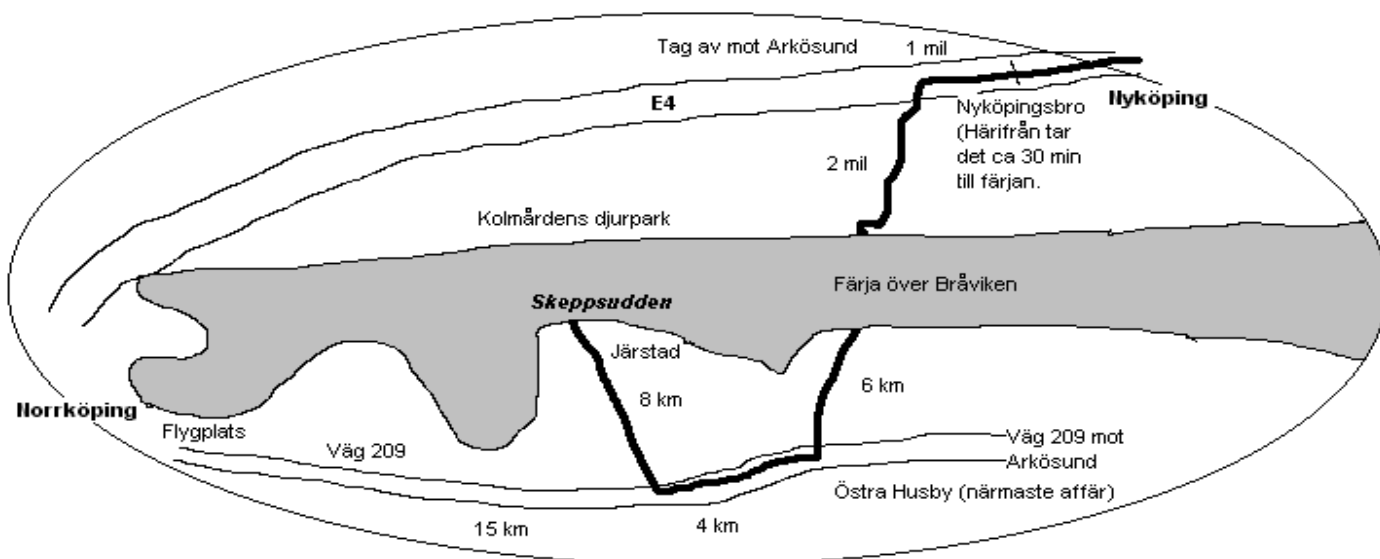 Tag av mot Arkösund
1 mil
E4
Nyköpingsbro
(Härifrån tar
det ca 30 min
till färjan.
Nyköping
2 mil
Kolmårdens djurpark
Färja över Bråviken
Skeppsudden
Järstad
8 km
6 km
Norrköping
Flygplats
Väg 209
Väg 209 mot
Arkösund
Östra Husby (närmaste affär)
15 km
4 km